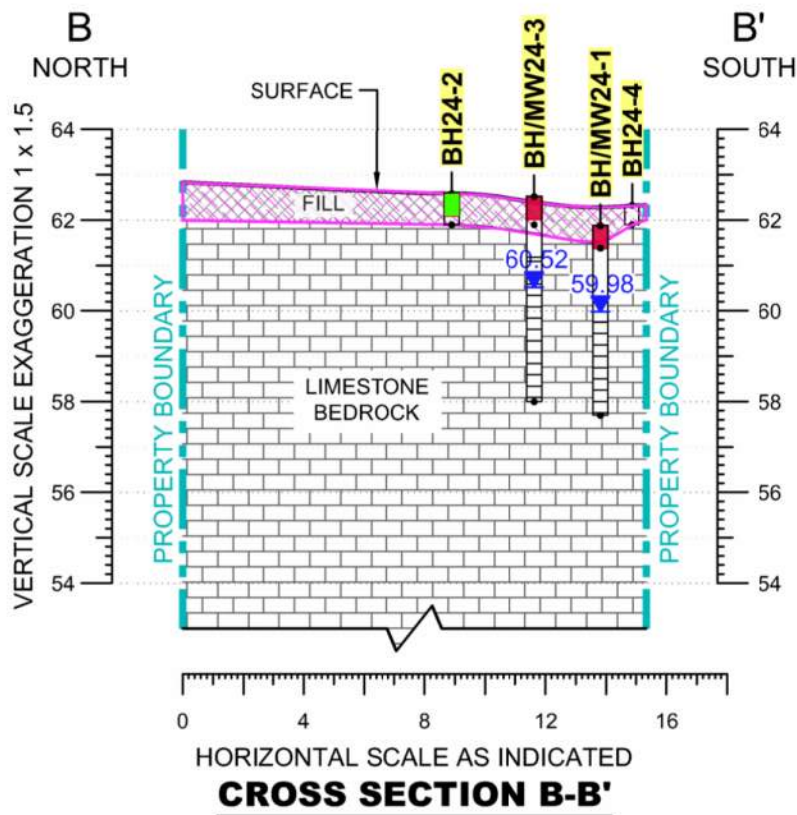 B
NORTH
B'
SOUTH
BH24-2
BH/MW24-3
BH/MW24-1
BH24-4
SURFACE
FILL
60.52
59.98
LIMESTONE
BEDROCK
PROPERTY BOUNDARY
PROPERTY BOUNDARY
VERTICAL SCALE EXAGGERATION 1 x 1.5
64
62
60
58
56
54
64
62
60
58
56
54
0 4 8 12 16
HORIZONTAL SCALE AS INDICATED
CROSS SECTION B-B'